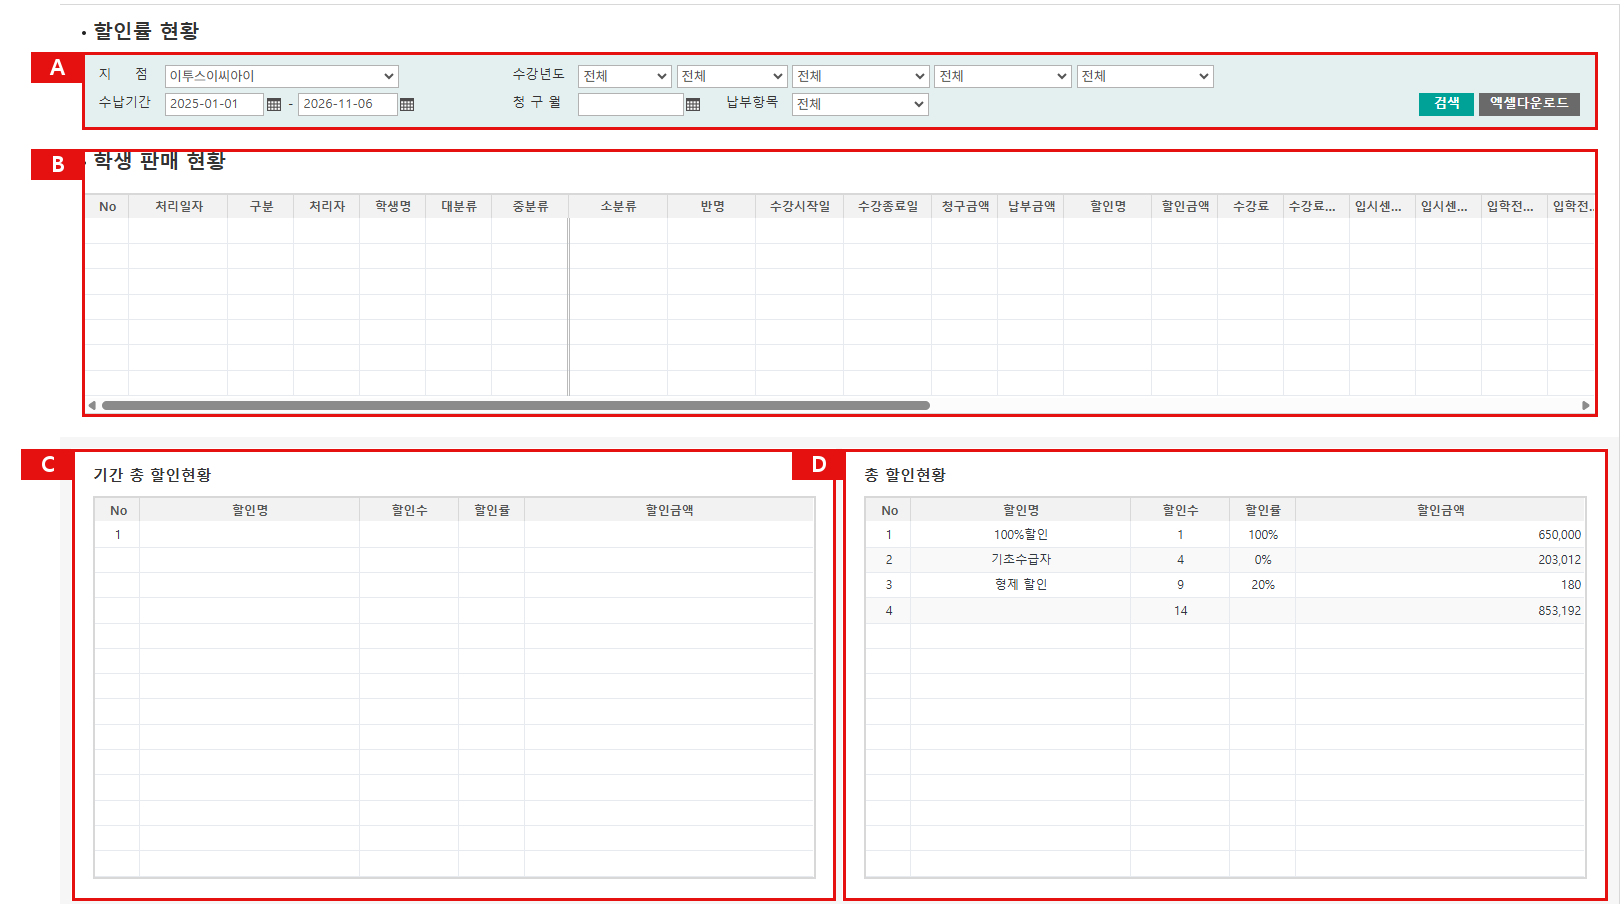 · 할인률 현황
A
지 점 이투스이씨아이 수강년도 전체 전체 전체 전체 전체
수납기간 2025-01-01 - 2026-11-06 청 구 월 납부항목 전체 검색 엑셀다운로드
B
· 학생 판매 현황
No 처리일자 구분 처리자 학생명 대분류 중분류 소분류 반명 수강시작일 수강종료일 청구금액 납부금액 할인명 할인금액 수강료 수강료... 입시센... 입시센... 입학전... 입학전...
C
기간 총 할인현황
No 할인명 할인수 할인률 할인금액
1
D
총 할인현황
No 할인명 할인수 할인률 할인금액
1 100%할인 1 100% 650,000
2 기초수급자 4 0% 203,012
3 형제 할인 9 20% 180
4 14 853,192